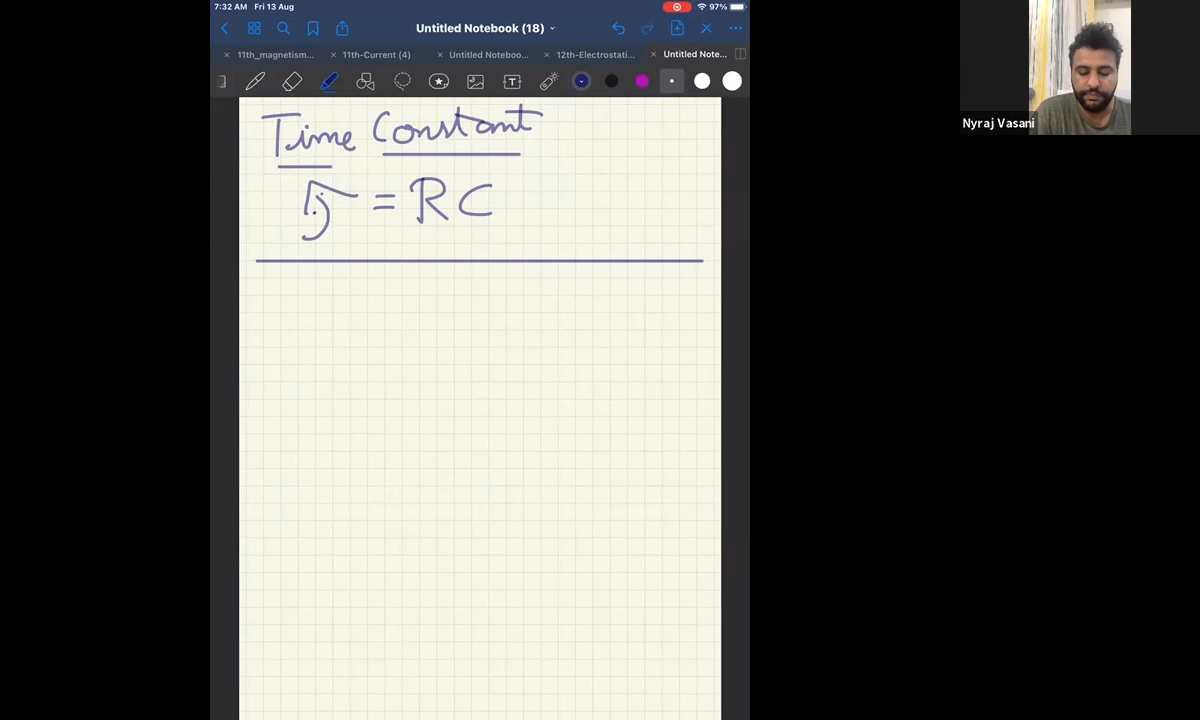 7:32 AM Fri 13 Aug 97%
Untitled Notebook (18)
11th_magnetism... 11th-Current (4) Untitled Noteboo... 12th-Electrostati... Untitled Note...
Time Constant
= RC
Nyraj Vasani